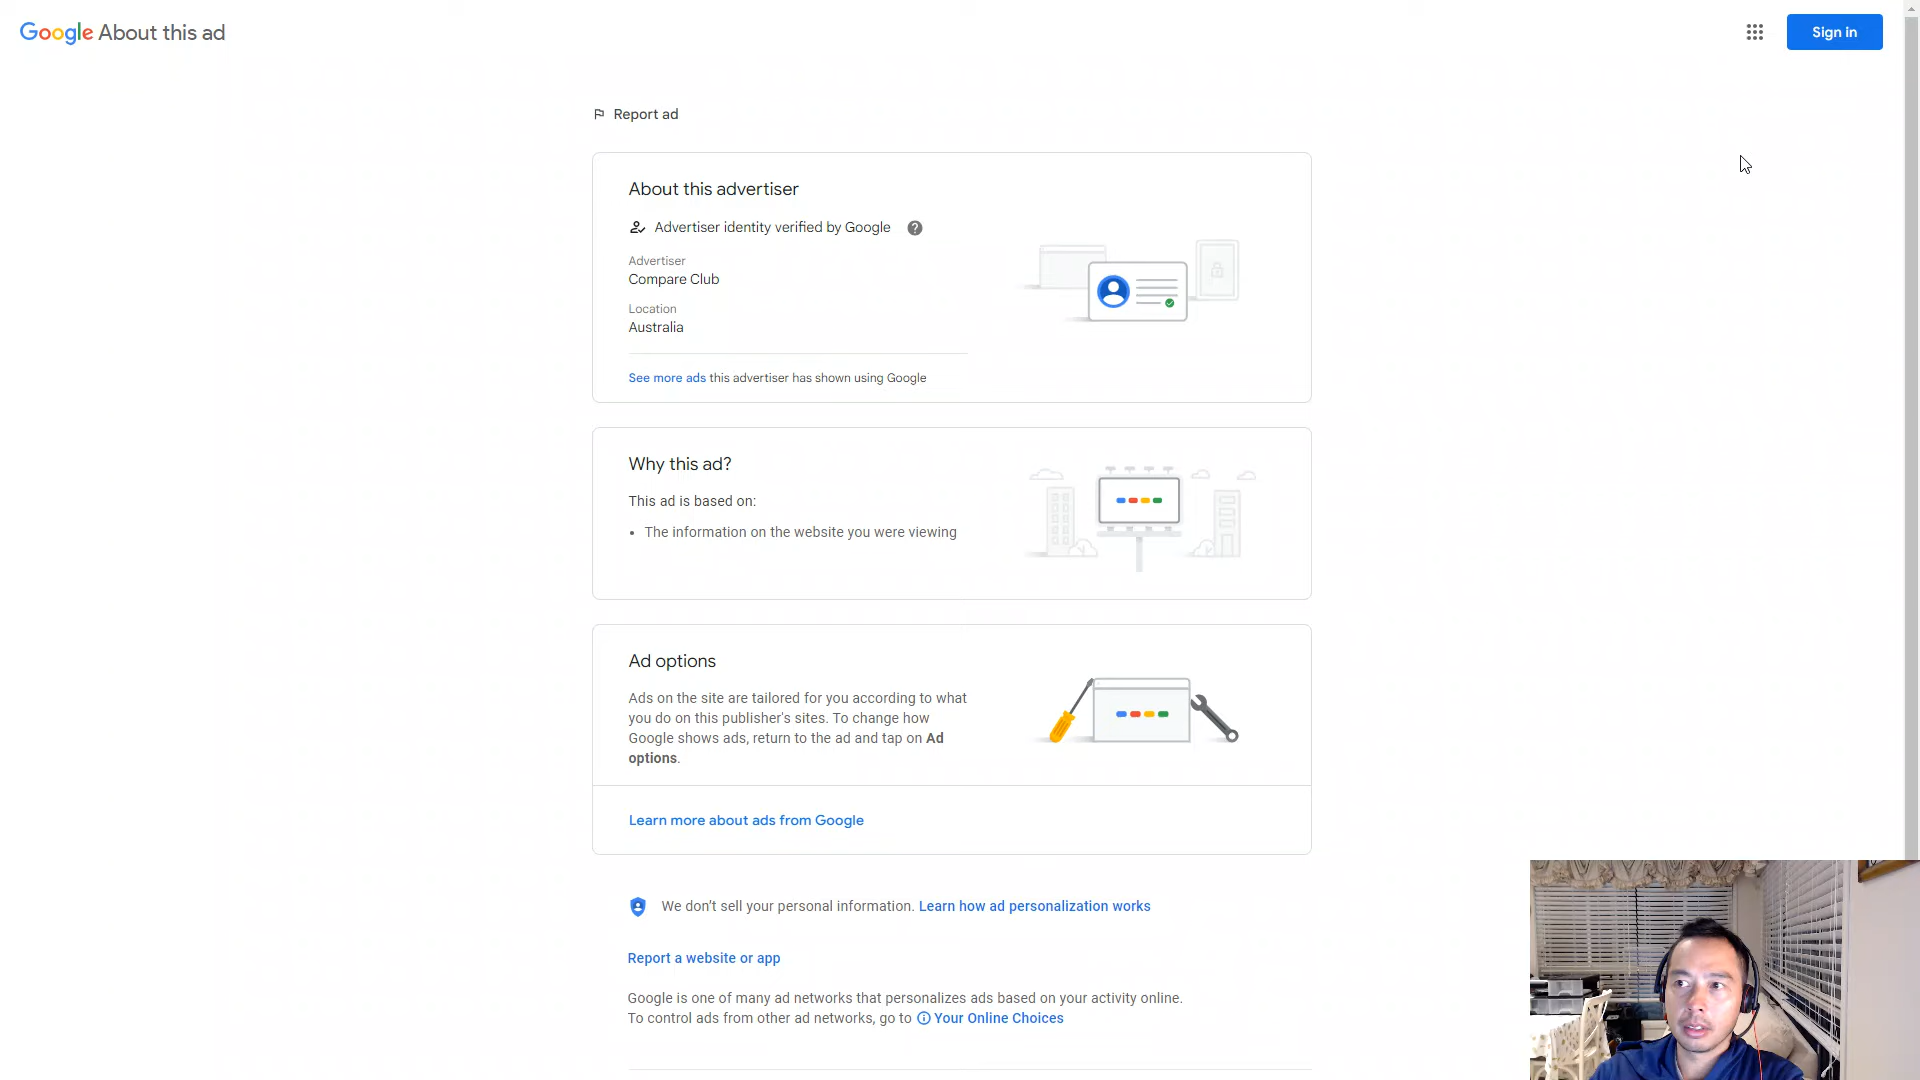 Google About this ad
Sign in
Report ad
About this advertiser
Advertiser identity verified by Google
Advertiser
Compare Club
Location
Australia
See more ads this advertiser has shown using Google
Why this ad?
This ad is based on:
• The information on the website you were viewing
Ad options
Ads on the site are tailored for you according to what
you do on this publisher's sites. To change how
Google shows ads, return to the ad and tap on Ad
options.
Learn more about ads from Google
We don't sell your personal information. Learn how ad personalization works
Report a website or app
Google is one of many ad networks that personalizes ads based on your activity online.
To control ads from other ad networks, go to Your Online Choices